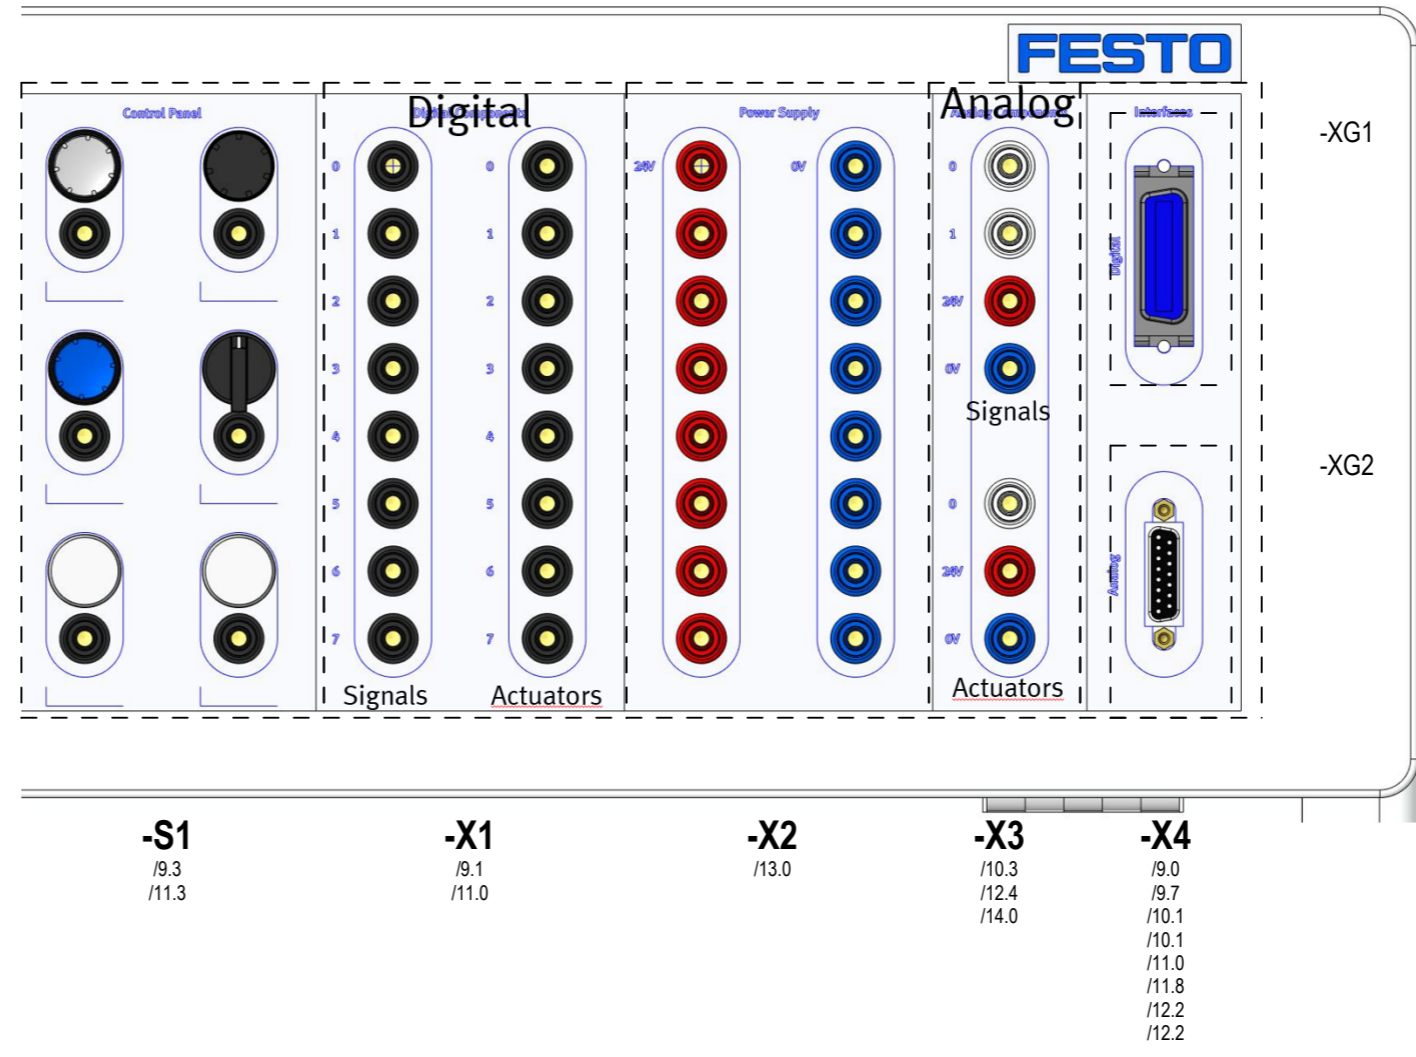 FESTO
Control Panel
Digital
Power Supply
Analog
Interfaces
-XG1
0 0 24V 0V 0
1 1 1
2 2 24V
Digital
3 3 0V
Signals
4 4
-XG2
5 5 0
6 6 24V
Analog
7 7 0V
Signals Actuators Actuators
-S1
/9.3
/11.3
-X1
/9.1
/11.0
-X2
/13.0
-X3
/10.3
/12.4
/14.0
-X4
/9.0
/9.7
/10.1
/10.1
/11.0
/11.8
/12.2
/12.2